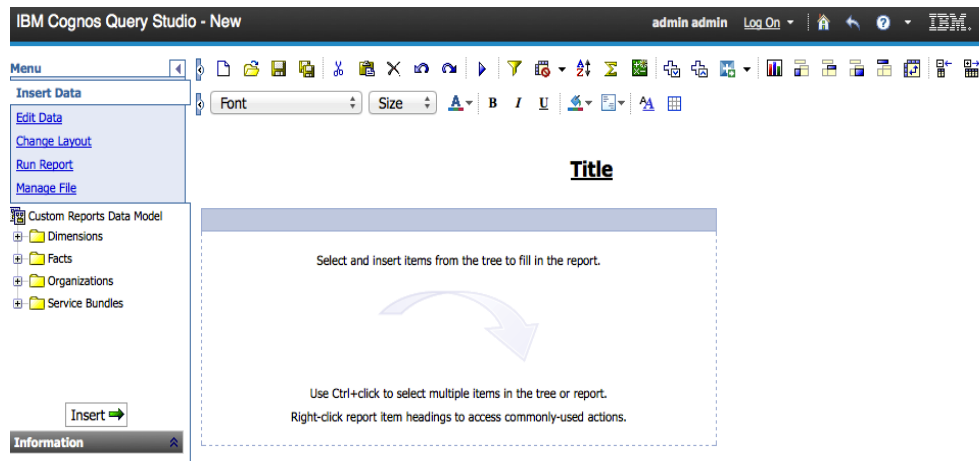 IBM Cognos Query Studio - New
admin admin Log On
IBM.
Menu
Insert Data
Edit Data
Change Layout
Run Report
Manage File
Custom Reports Data Model
Dimensions
Facts
Organizations
Service Bundles
Insert
Information
Font Size A B I U AA
Title
Select and insert items from the tree to fill in the report.
Use Ctrl+click to select multiple items in the tree or report.
Right-click report item headings to access commonly-used actions.